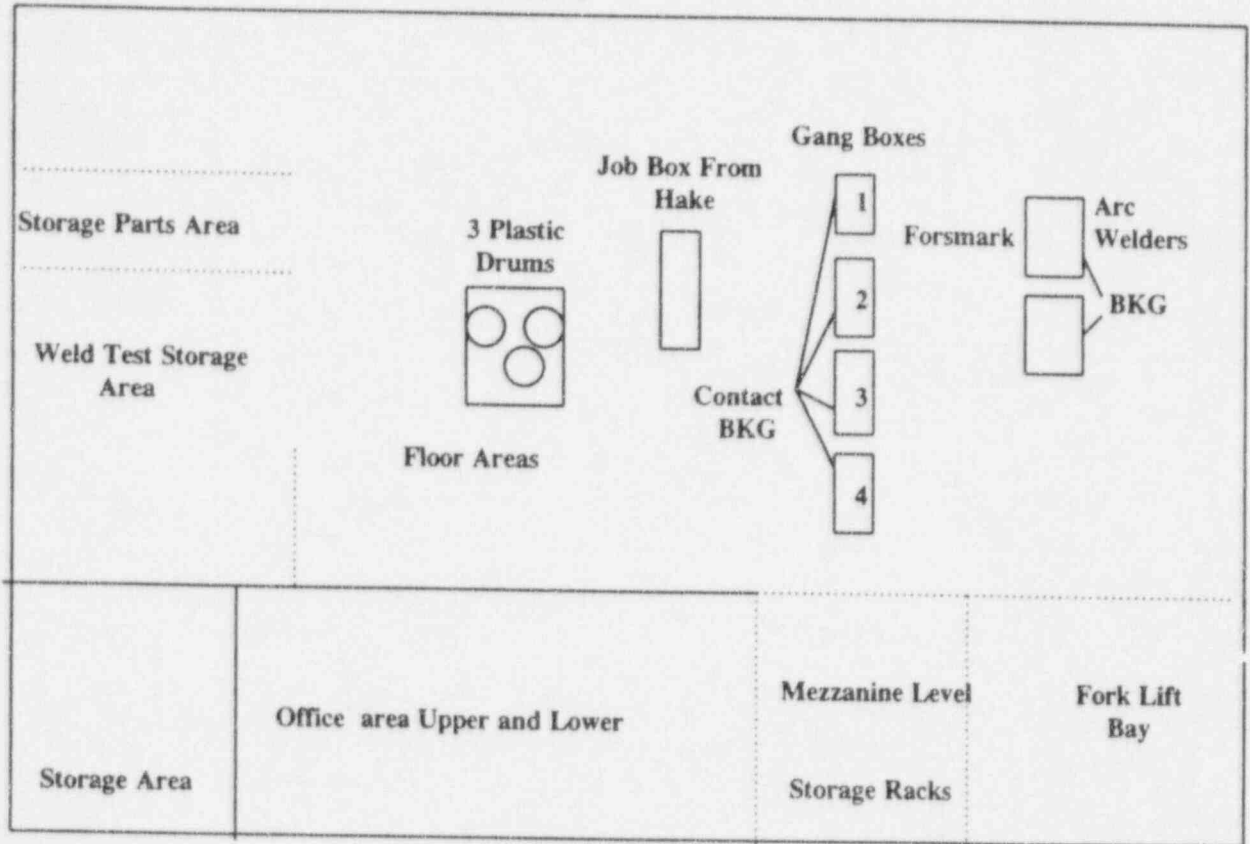 Gang Boxes
Job Box From
Hake
1
Arc
Welders
Storage Parts Area
3 Plastic
Drums
Forsmark
2
BKG
Weld Test Storage
Area
Contact
BKG
3
Floor Areas
4
Mezzanine Level
Fork Lift
Bay
Office area Upper and Lower
Storage Area
Storage Racks